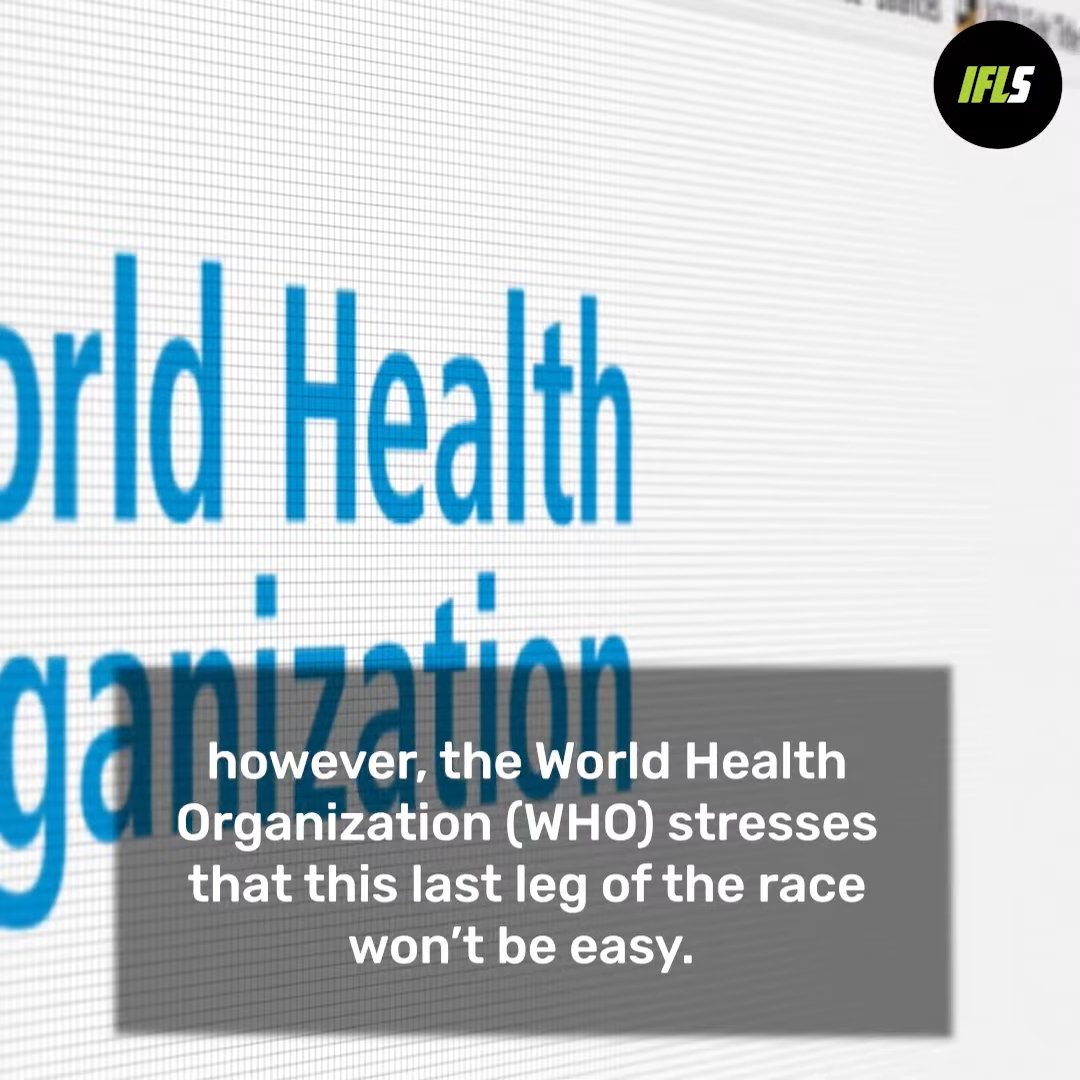 IFLS
orld Health
ganization
however, the World Health
Organization (WHO) stresses
that this last leg of the race
won’t be easy.